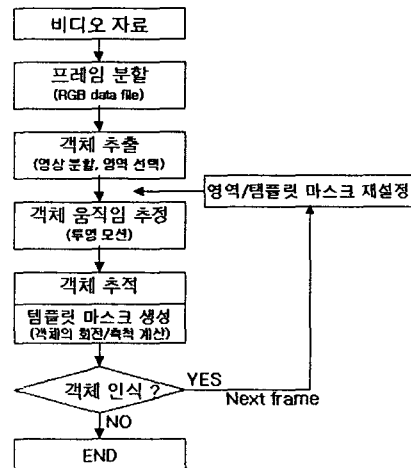 비디오 자료
프레임 분할
(RGB data file)
객체 추출
(영상 분할, 영역 선택)
영역/템플릿 마스크 재설정
객체 움직임 추정
(투영 모션)
객체 추적
템플릿 마스크 생성
(객체의 회전/축척 계산)
객체 인식 ?
YES
Next frame
NO
END